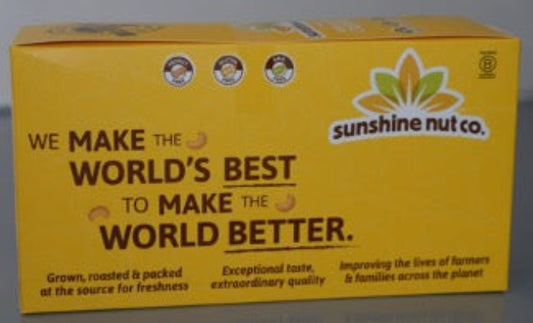 sunshine nut co.
WE MAKE THE
WORLD'S BEST
TO MAKE THE
WORLD BETTER.
Grown, roasted & packed
at the source for freshness
Exceptional taste,
extraordinary quality
Improving the lives of farmers
& families across the planet